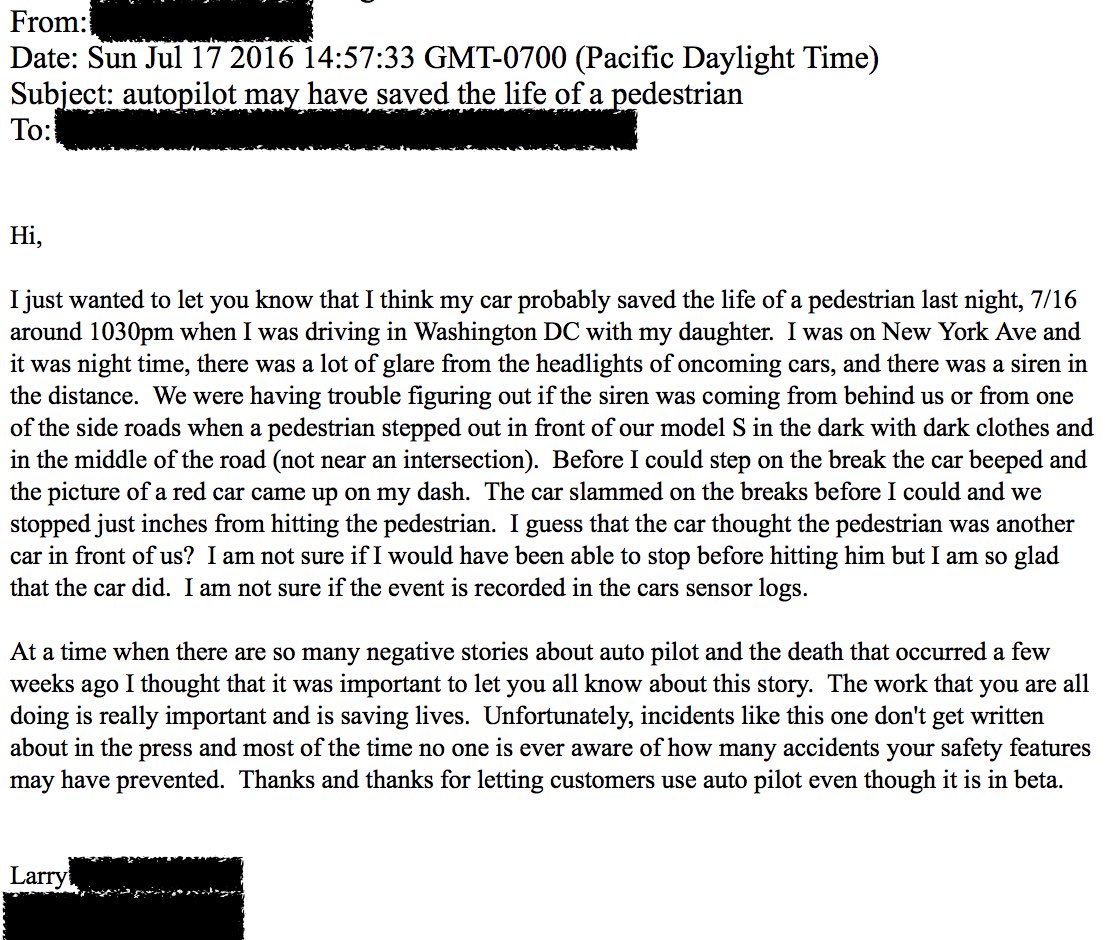 From:
Date: Sun Jul 17 2016 14:57:33 GMT-0700 (Pacific Daylight Time)
Subject: autopilot may have saved the life of a pedestrian
To:
Hi,
I just wanted to let you know that I think my car probably saved the life of a pedestrian last night, 7/16
around 1030pm when I was driving in Washington DC with my daughter.  I was on New York Ave and
it was night time, there was a lot of glare from the headlights of oncoming cars, and there was a siren in
the distance.  We were having trouble figuring out if the siren was coming from behind us or from one
of the side roads when a pedestrian stepped out in front of our model S in the dark with dark clothes and
in the middle of the road (not near an intersection).  Before I could step on the break the car beeped and
the picture of a red car came up on my dash.  The car slammed on the breaks before I could and we
stopped just inches from hitting the pedestrian.  I guess that the car thought the pedestrian was another
car in front of us?  I am not sure if I would have been able to stop before hitting him but I am so glad
that the car did.  I am not sure if the event is recorded in the cars sensor logs.
At a time when there are so many negative stories about auto pilot and the death that occurred a few
weeks ago I thought that it was important to let you all know about this story.  The work that you are all
doing is really important and is saving lives.  Unfortunately, incidents like this one don't get written
about in the press and most of the time no one is ever aware of how many accidents your safety features
may have prevented.  Thanks and thanks for letting customers use auto pilot even though it is in beta.
Larry